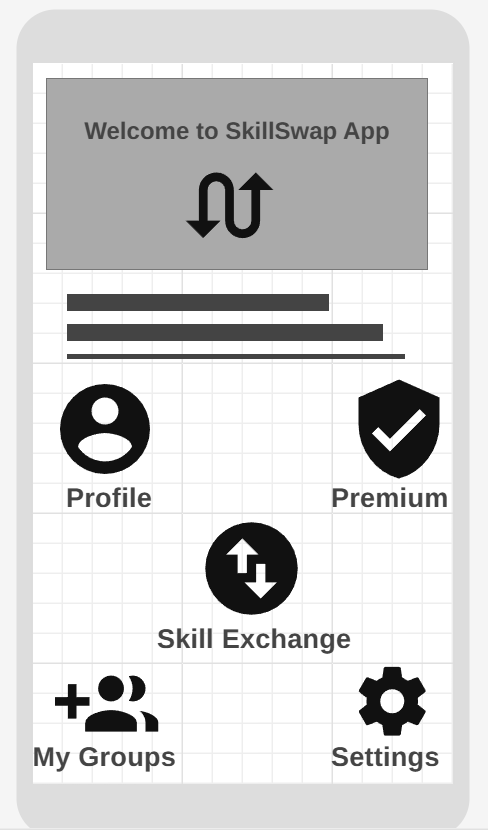 Welcome to SkillSwap App
Profile
Premium
Skill Exchange
My Groups
Settings